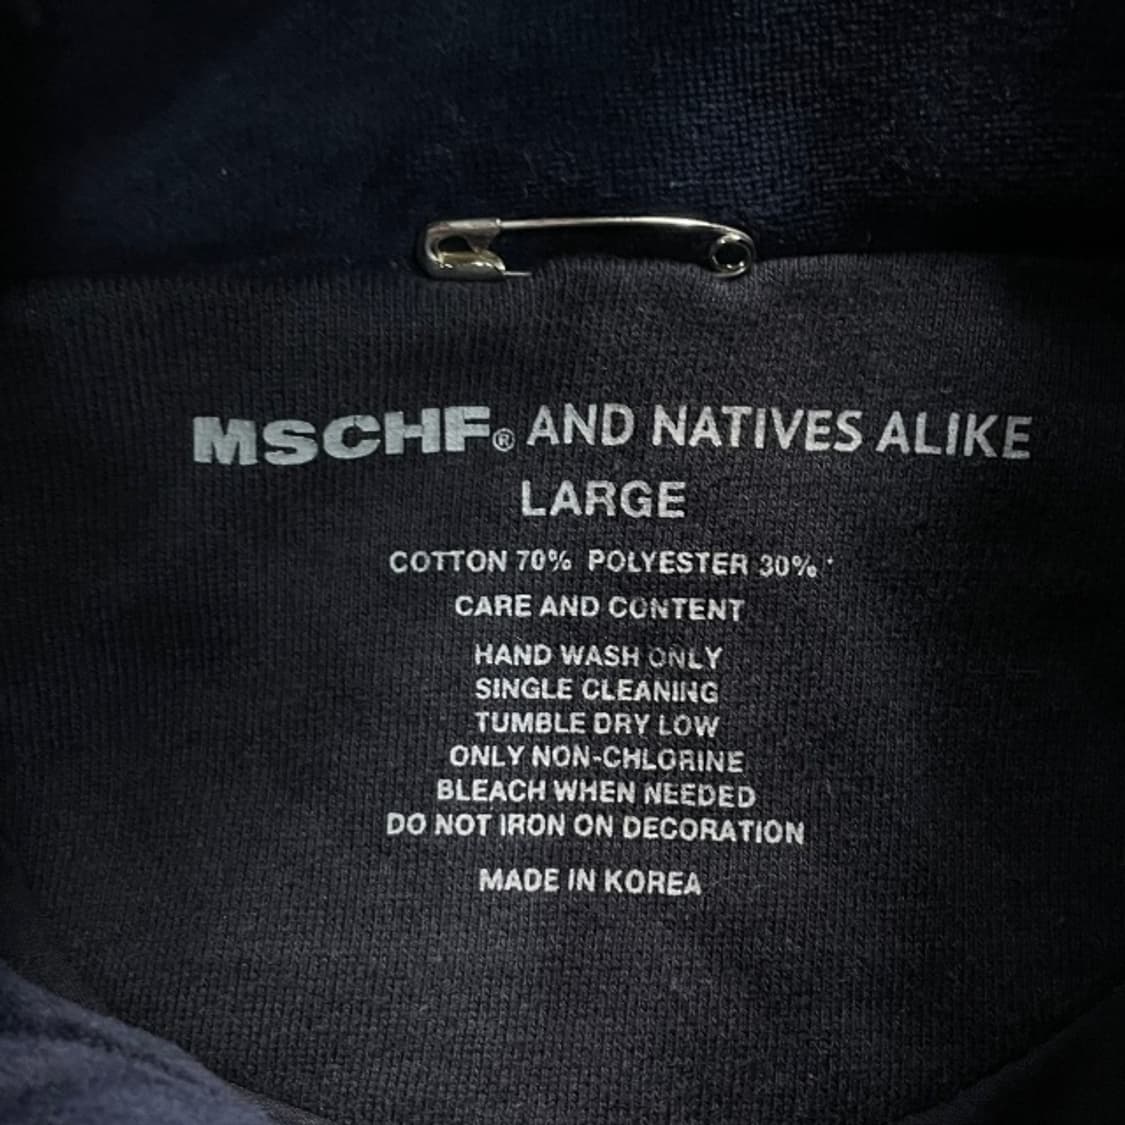 MSCHF® AND NATIVES ALIKE
LARGE
COTTON 70% POLYESTER 30%
CARE AND CONTENT
HAND WASH ONLY
SINGLE CLEANING
TUMBLE DRY LOW
ONLY NON-CHLORINE
BLEACH WHEN NEEDED
DO NOT IRON ON DECORATION
MADE IN KOREA